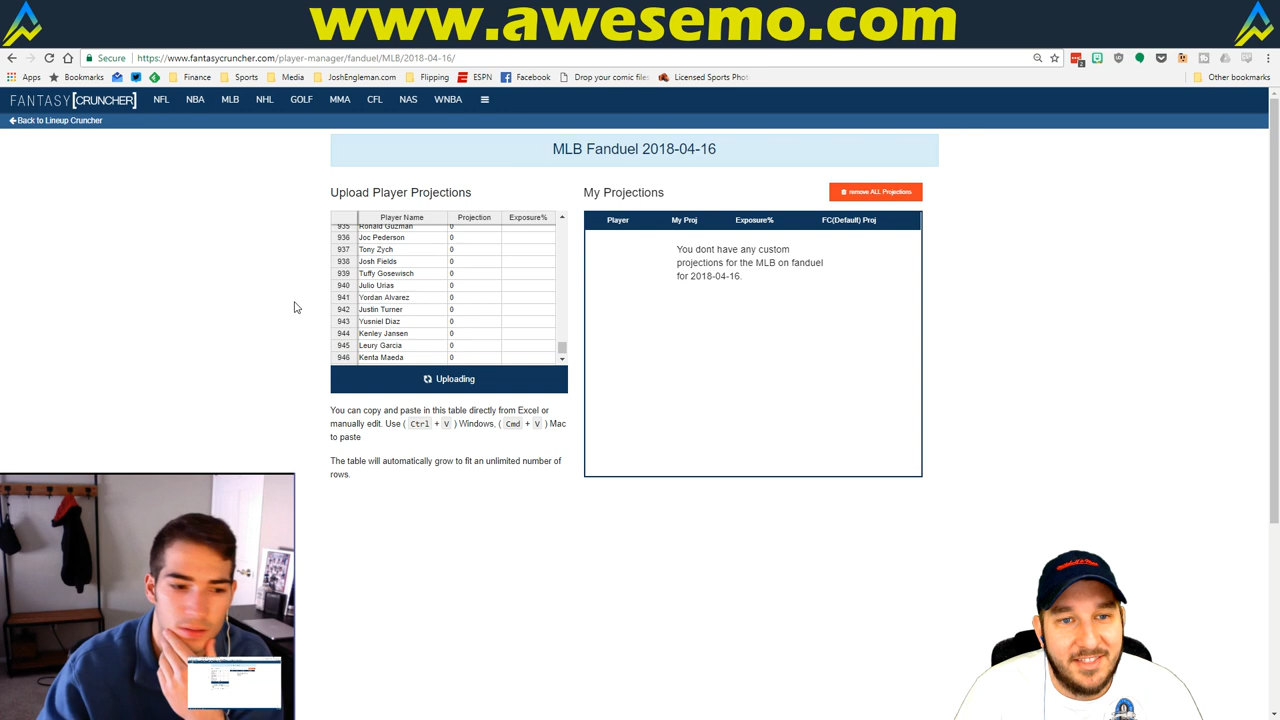 www.awesemo.com
Secure | https://www.fantasycruncher.com/player-manager/fanduel/MLB/2018-04-16/
Apps Bookmarks Finance Sports Media JoshEngleman.com Flipping ESPN Facebook Drop your comic file Licensed Sports Phot Other bookmarks
FANTASY [CRUNCHER] NFL NBA MLB NHL GOLF MMA CFL NAS WNBA
Back to Lineup Cruncher
MLB Fanduel 2018-04-16
Upload Player Projections
My Projections
remove ALL Projections
Player Name Projection Exposure%
935 Ronald Guzman 0
936 Joc Pederson 0
937 Tony Zych 0
938 Josh Fields 0
939 Tuffy Gosewisch 0
940 Julio Urias 0
941 Yordan Alvarez 0
942 Justin Turner 0
943 Yusniel Diaz 0
944 Kenley Jansen 0
945 Leury Garcia 0
946 Kenta Maeda 0
Uploading
You can copy and paste in this table directly from Excel or
manually edit. Use ( Ctrl + V ) Windows, ( Cmd + V ) Mac
to paste
The table will automatically grow to fit an unlimited number of
rows.
Player My Proj Exposure% FC(Default) Proj
You dont have any custom
projections for the MLB on fanduel
for 2018-04-16.